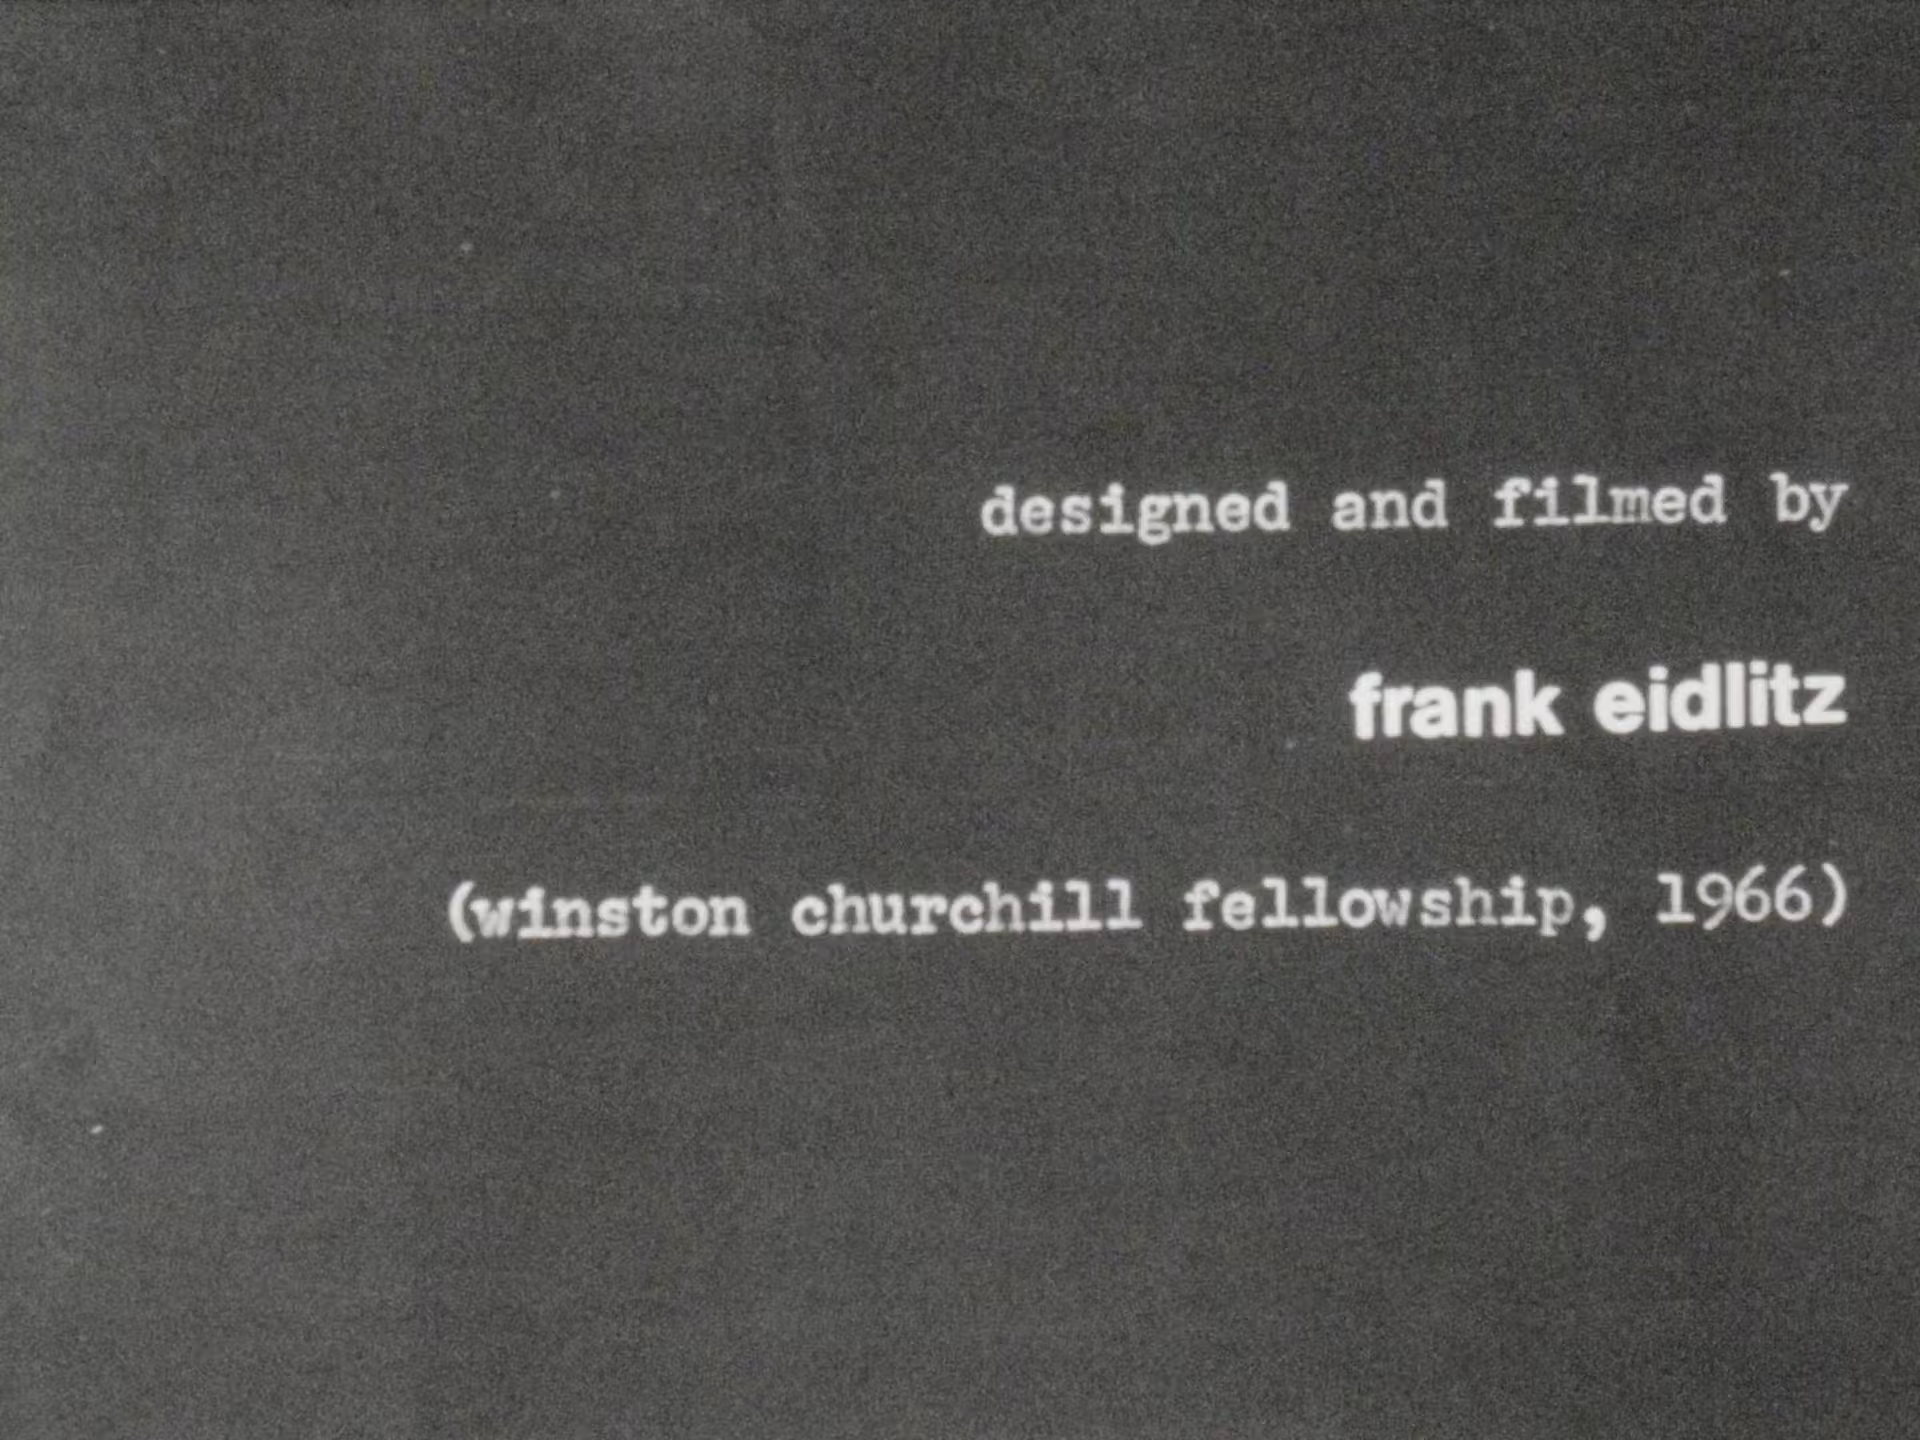 designed and filmed by
frank eidlitz
(winston churchill fellowship, 1966)